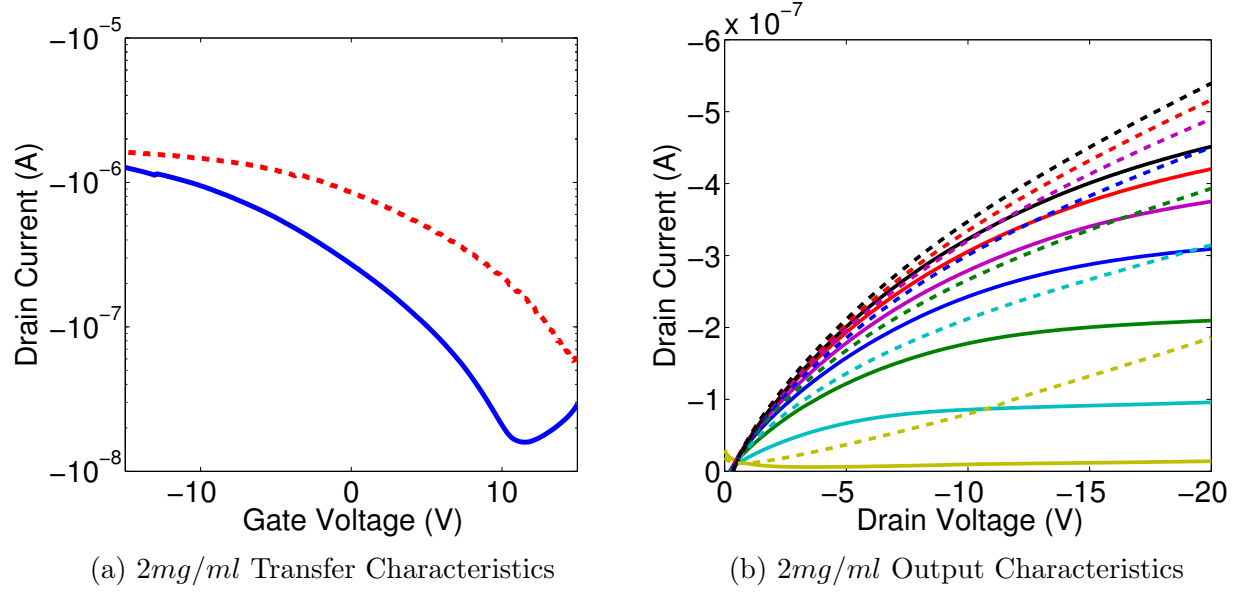 −10⁻⁵
−10⁻⁶
−10⁻⁷
−10⁻⁸
Drain Current (A)
−10
0
10
Gate Voltage (V)
(a) 2mg/ml Transfer Characteristics
x 10⁻⁷
−6
−5
−4
−3
−2
−1
0
Drain Current (A)
0
−5
−10
−15
−20
Drain Voltage (V)
(b) 2mg/ml Output Characteristics